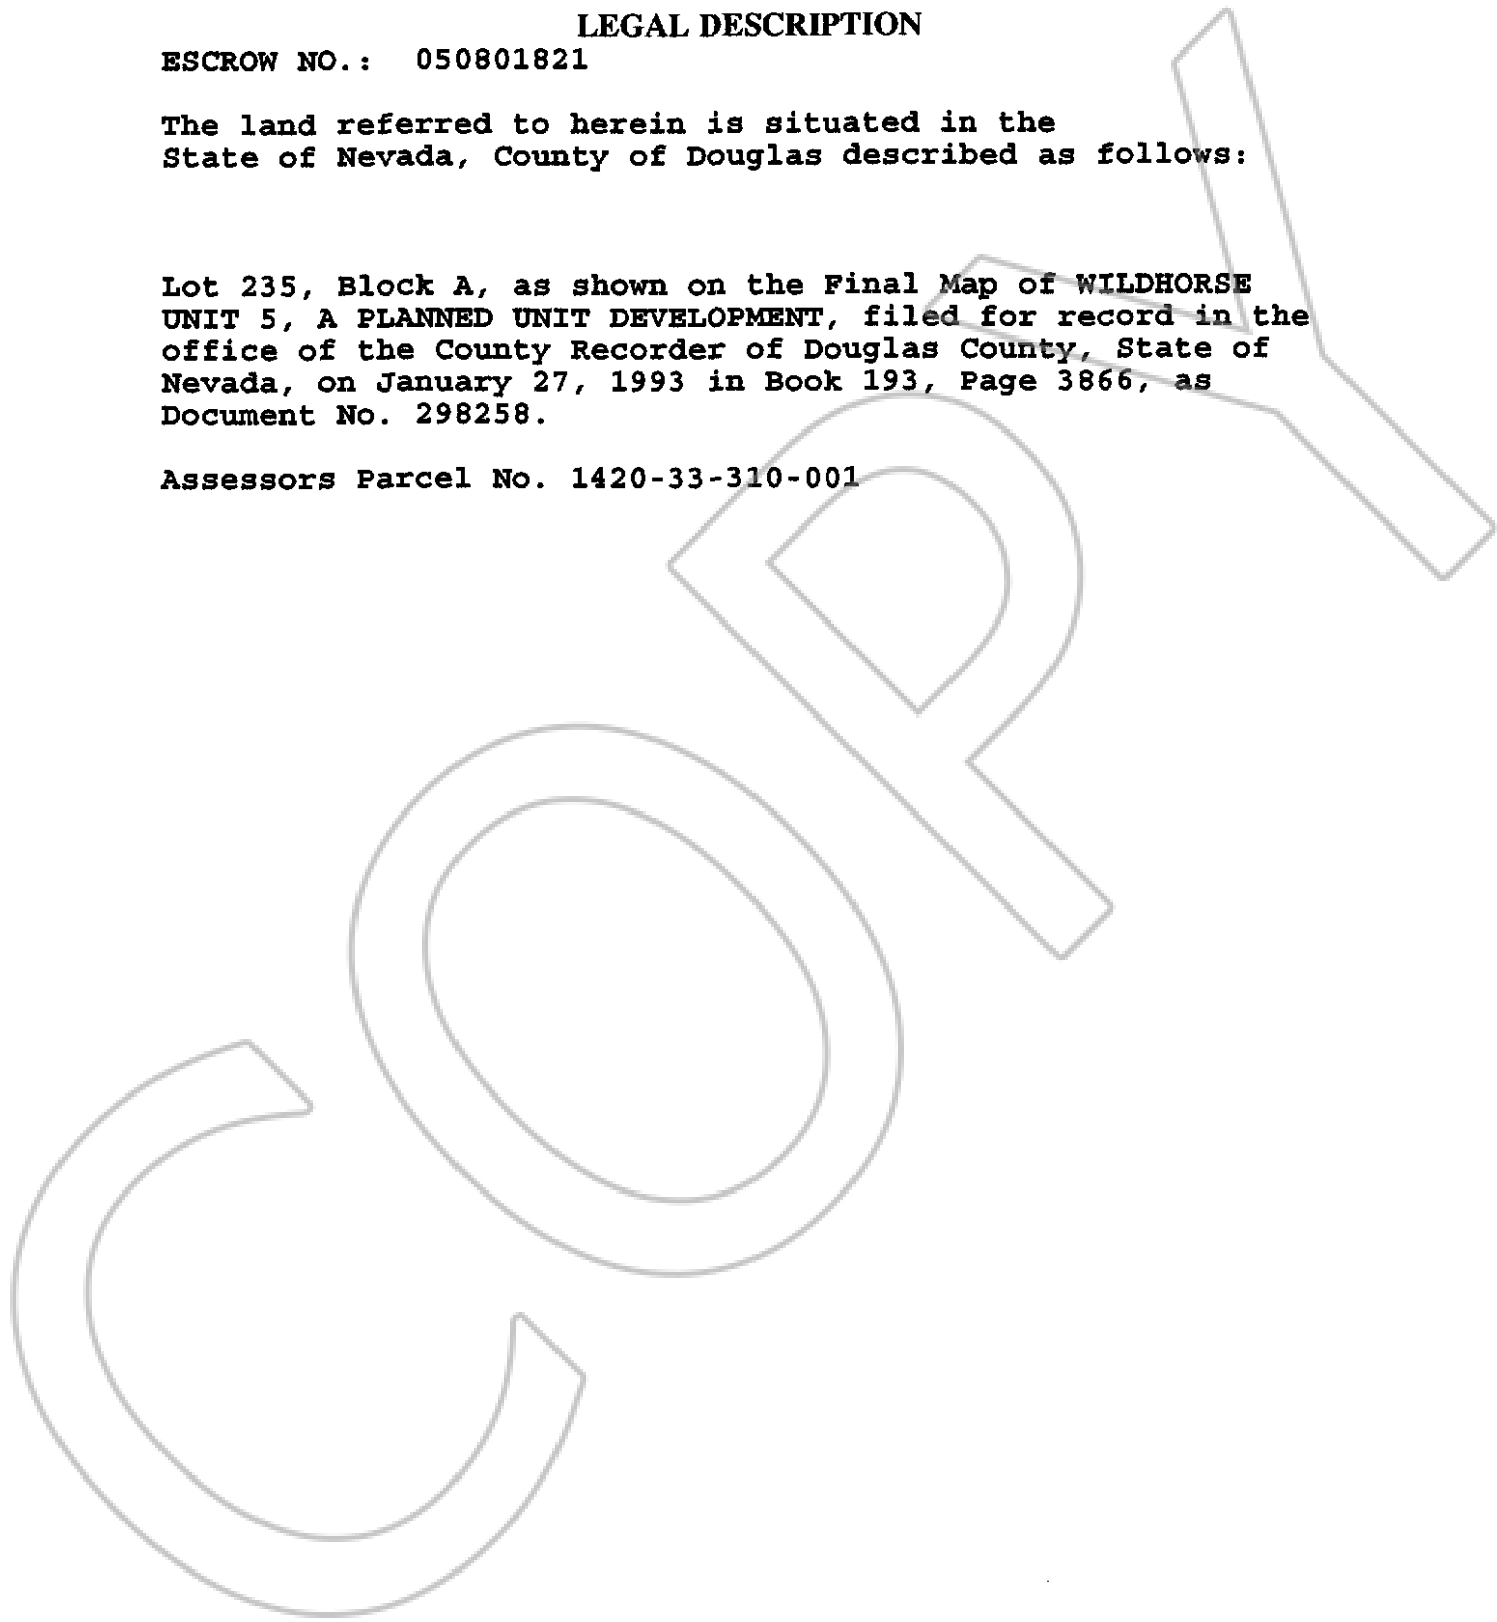 LEGAL DESCRIPTION
ESCROW NO.: 050801821
The land referred to herein is situated in the
State of Nevada, County of Douglas described as follows:
Lot 235, Block A, as shown on the Final Map of WILDHORSE
UNIT 5, A PLANNED UNIT DEVELOPMENT, filed for record in the
office of the County Recorder of Douglas County, State of
Nevada, on January 27, 1993 in Book 193, Page 3866, as
Document No. 298258.
Assessors Parcel No. 1420-33-310-001
COPY